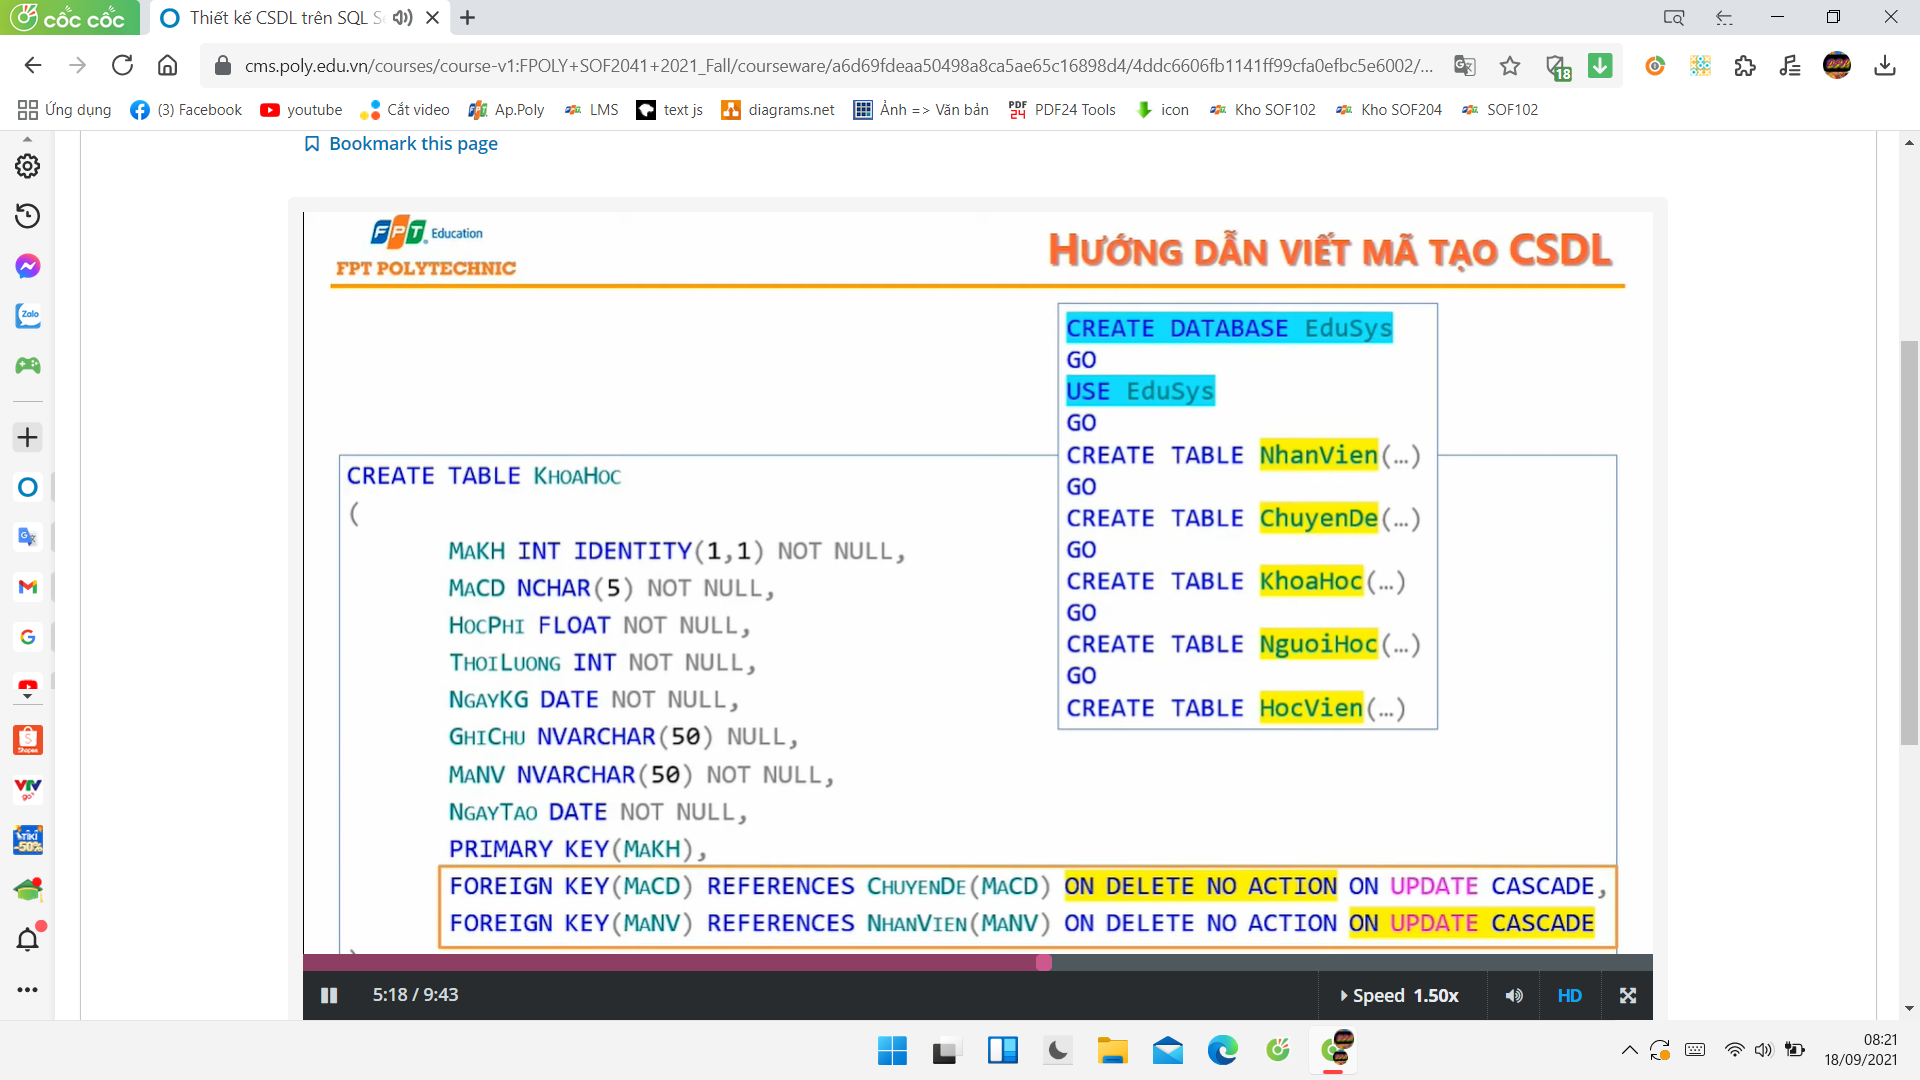 cốc cốc
Thiết kế CSDL trên SQL Se
cms.poly.edu.vn/courses/course-v1:FPOLY+SOF2041+2021_Fall/courseware/a6d69fdeaa50498a8ca5ae65c16898d4/4ddc6606fb1141ff99cfa0efbc5e6002/...
18
Ứng dụng
(3) Facebook
youtube
Cắt video
Ap.Poly
LMS
text js
diagrams.net
Ảnh => Văn bản
PDF24 Tools
icon
Kho SOF102
Kho SOF204
SOF102
Bookmark this page
FPT Education
FPT POLYTECHNIC
HƯỚNG DẪN VIẾT MÃ TẠO CSDL
CREATE DATABASE EduSys
GO
USE EduSys
GO
CREATE TABLE NhanVien(...)
GO
CREATE TABLE ChuyenDe(...)
GO
CREATE TABLE KhoaHoc(...)
GO
CREATE TABLE NguoiHoc(...)
GO
CREATE TABLE HocVien(...)
CREATE TABLE KHOAHOC
(
MAKH INT IDENTITY(1,1) NOT NULL,
MACD NCHAR(5) NOT NULL,
HOCPHI FLOAT NOT NULL,
THOILUONG INT NOT NULL,
NGAYKG DATE NOT NULL,
GHICHU NVARCHAR(50) NULL,
MANV NVARCHAR(50) NOT NULL,
NGAYTAO DATE NOT NULL,
PRIMARY KEY(MAKH),
FOREIGN KEY(MACD) REFERENCES CHUYENDE(MACD) ON DELETE NO ACTION ON UPDATE CASCADE,
FOREIGN KEY(MANV) REFERENCES NHANVIEN(MANV) ON DELETE NO ACTION ON UPDATE CASCADE
5:18 / 9:43
Speed 1.50x
HD
Zalo
Shopee
VTV go
TIKI
-50%
08:21
18/09/2021